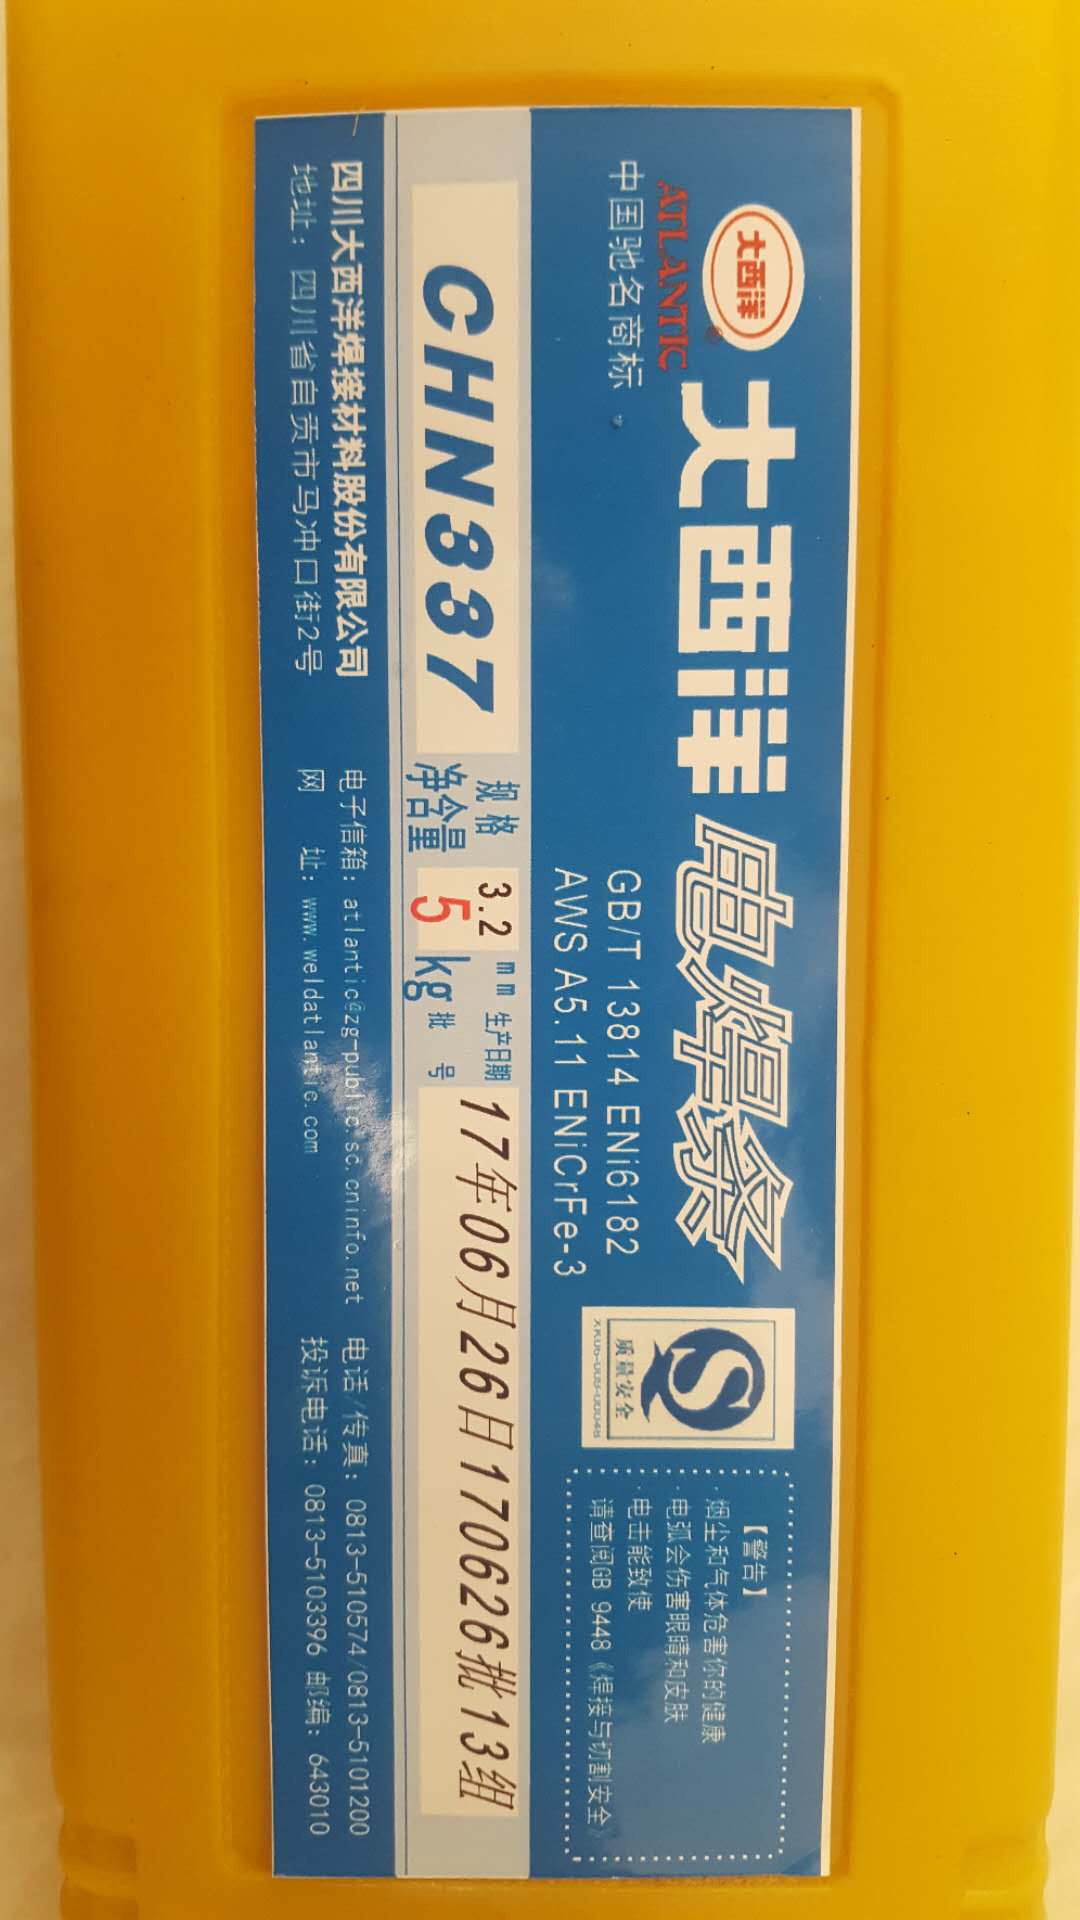 大西洋
ATLANTIC
®
中国驰名商标
大西洋电焊条
GB/T 13814 ENi6182
AWS A5.11 ENiCrFe-3
质量安全
【警告】
·烟尘和气体危害你的健康
·电弧会伤害眼睛和皮肤
·电击能致使
请查阅GB 9448《焊接与切割安全》
CHN337
规格 3.2 mm
净含量 5 kg
生产日期
批号
17年06月26日170626批13组
四川大西洋焊接材料股份有限公司
地址：四川省自贡市马冲口街2号
电子信箱：atlantic@zg-public.sc.cninfo.net
网 址：www.weldatlantic.com
电话/传真：0813-510574/0813-5101200
投诉电话：0813-5103396 邮编：643010